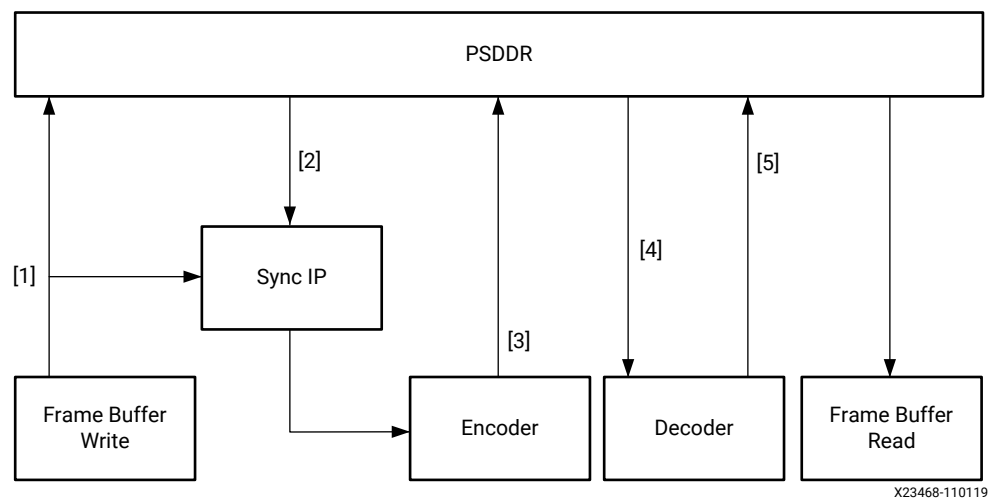 PSDDR
[2]
[5]
[1]
Sync IP
[4]
[3]
Frame Buffer
Write
Encoder
Decoder
Frame Buffer
Read
X23468-110119